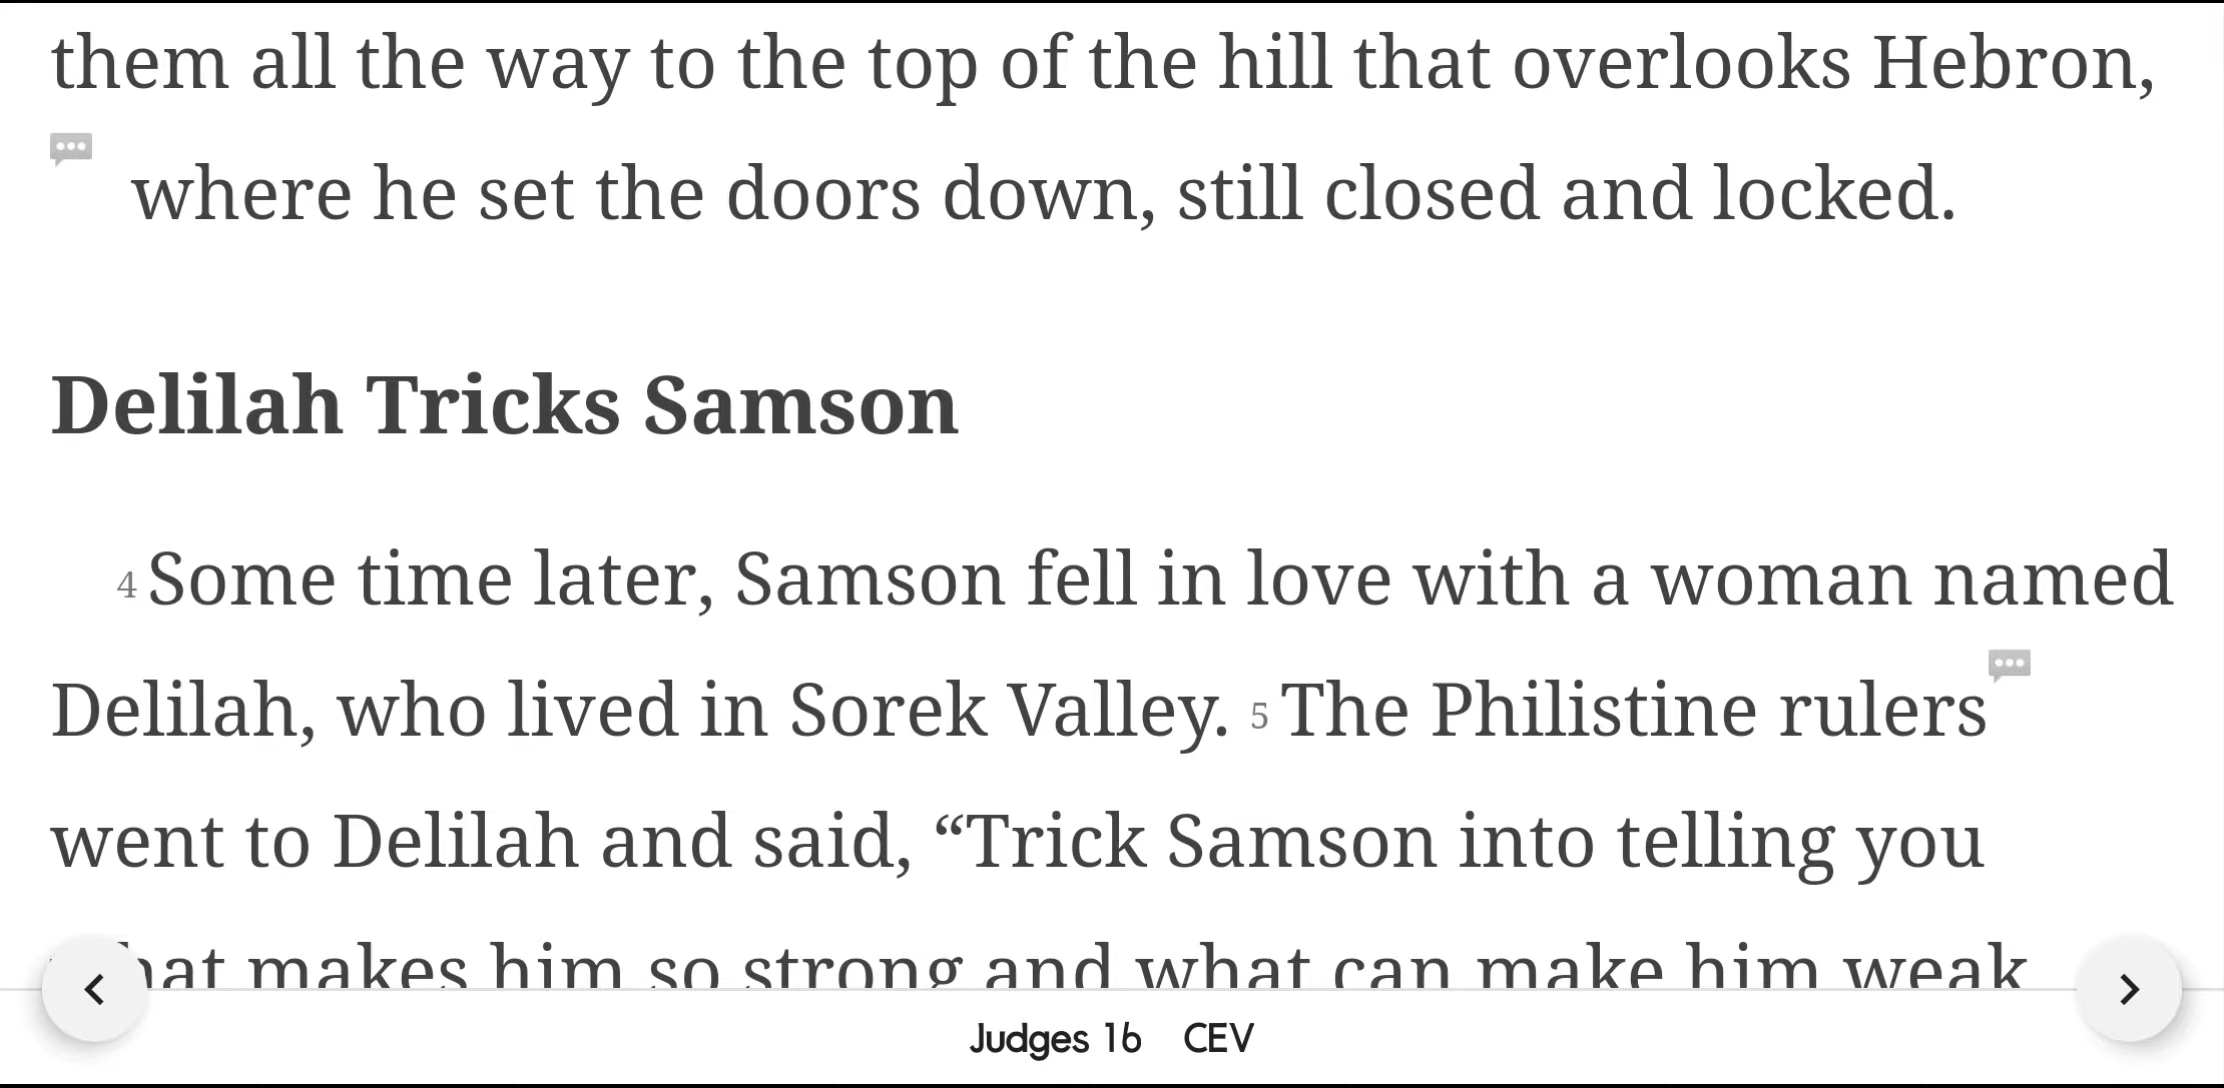 them all the way to the top of the hill that overlooks Hebron,
where he set the doors down, still closed and locked.
Delilah Tricks Samson
4 Some time later, Samson fell in love with a woman named
Delilah, who lived in Sorek Valley. 5 The Philistine rulers
went to Delilah and said, “Trick Samson into telling you
what makes him so strong and what can make him weak
Judges 16 CEV